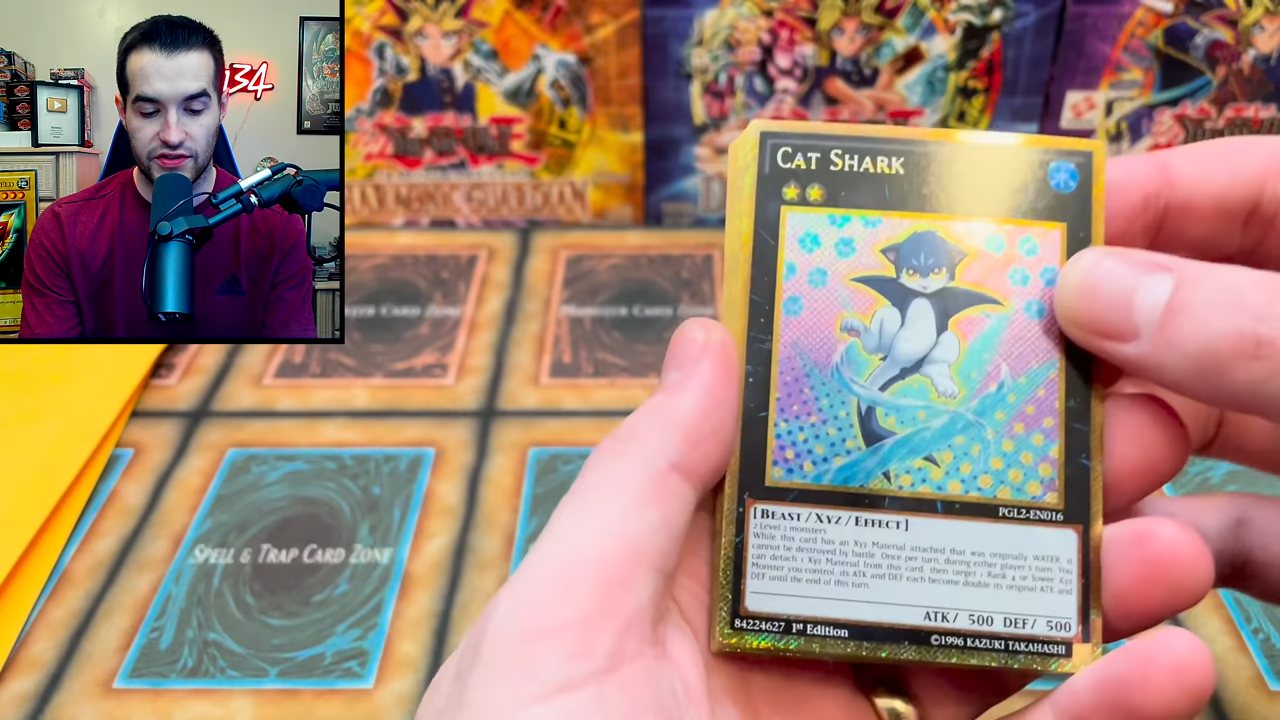 134
CAT SHARK
PGL2-EN016
[BEAST/XYZ/EFFECT]
2 Level 2 monsters
While this card has an Xyz Material attached that was originally WATER, it
cannot be destroyed by battle. Once per turn, during either player's turn: You
can detach 1 Xyz Material from this card, then target 1 Rank 4 or lower Xyz
Monster you control; its ATK and DEF each become double its original ATK and
DEF until the end of this turn.
ATK/ 500 DEF/ 500
84224627 1st Edition
©1996 KAZUKI TAKAHASHI
MONSTER CARD ZONE
SPELL & TRAP CARD ZONE